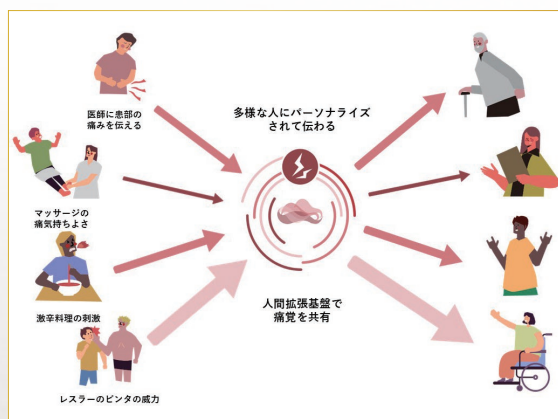 医師に患部の
痛みを伝える
多様な人にパーソナライズ
されて伝わる
マッサージの
痛気持ちよさ
激辛料理の刺激
人間拡張基盤で
痛覚を共有
レスラーのビンタの威力